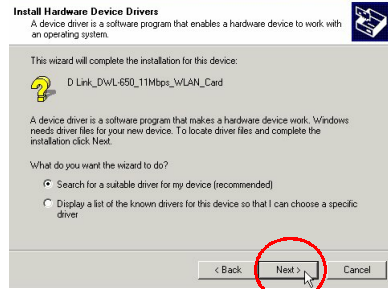 Install Hardware Device Drivers
A device driver is a software program that enables a hardware device to work with
an operating system.
This wizard will complete the installation for this device:
D Link_DWL-650_11Mbps_WLAN_Card
A device driver is a software program that makes a hardware device work. Windows
needs driver files for your new device. To locate driver files and complete the
installation click Next.
What do you want the wizard to do?
Search for a suitable driver for my device (recommended)
Display a list of the known drivers for this device so that I can choose a specific
driver
< Back Next > Cancel